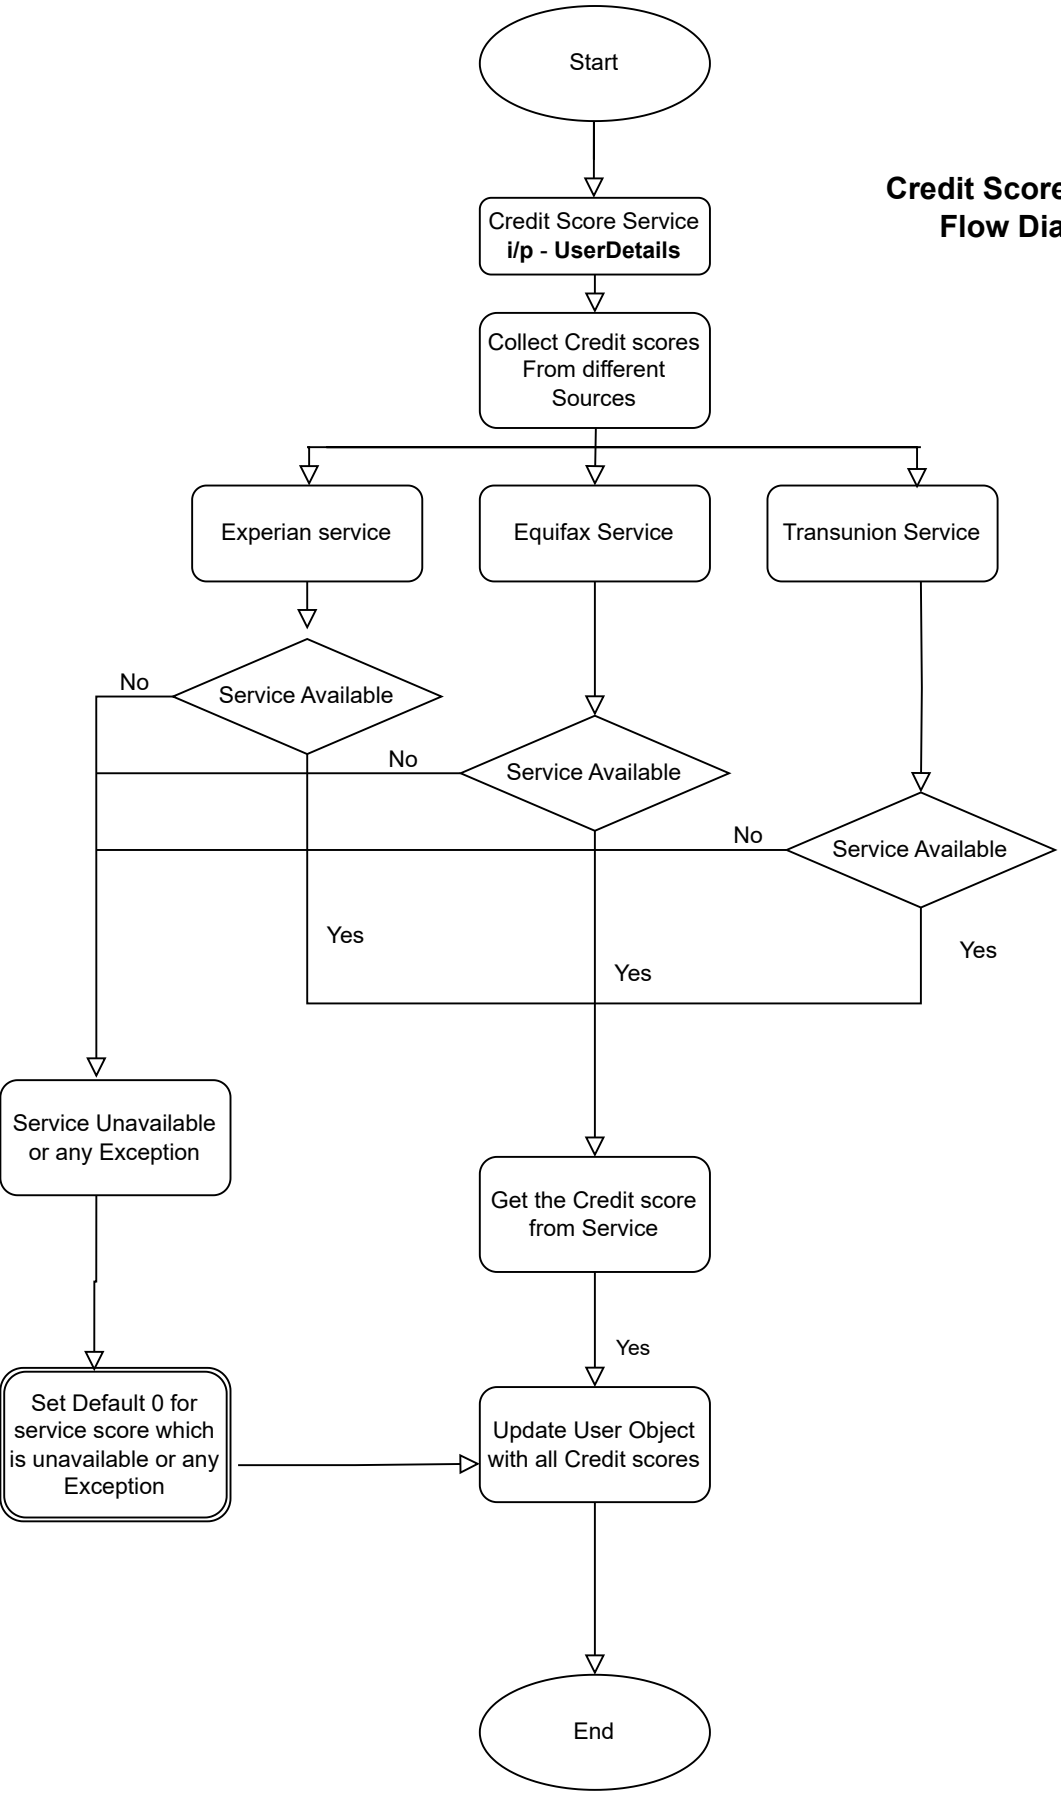 Start
Credit Score
Flow Dia
Credit Score Service
i/p - UserDetails
Collect Credit scores
From different
Sources
Experian service
Equifax Service
Transunion Service
No
Service Available
No
Service Available
No
Service Available
Yes
Yes
Yes
Service Unavailable
or any Exception
Get the Credit score
from Service
Yes
Set Default 0 for
service score which
is unavailable or any
Exception
Update User Object
with all Credit scores
End